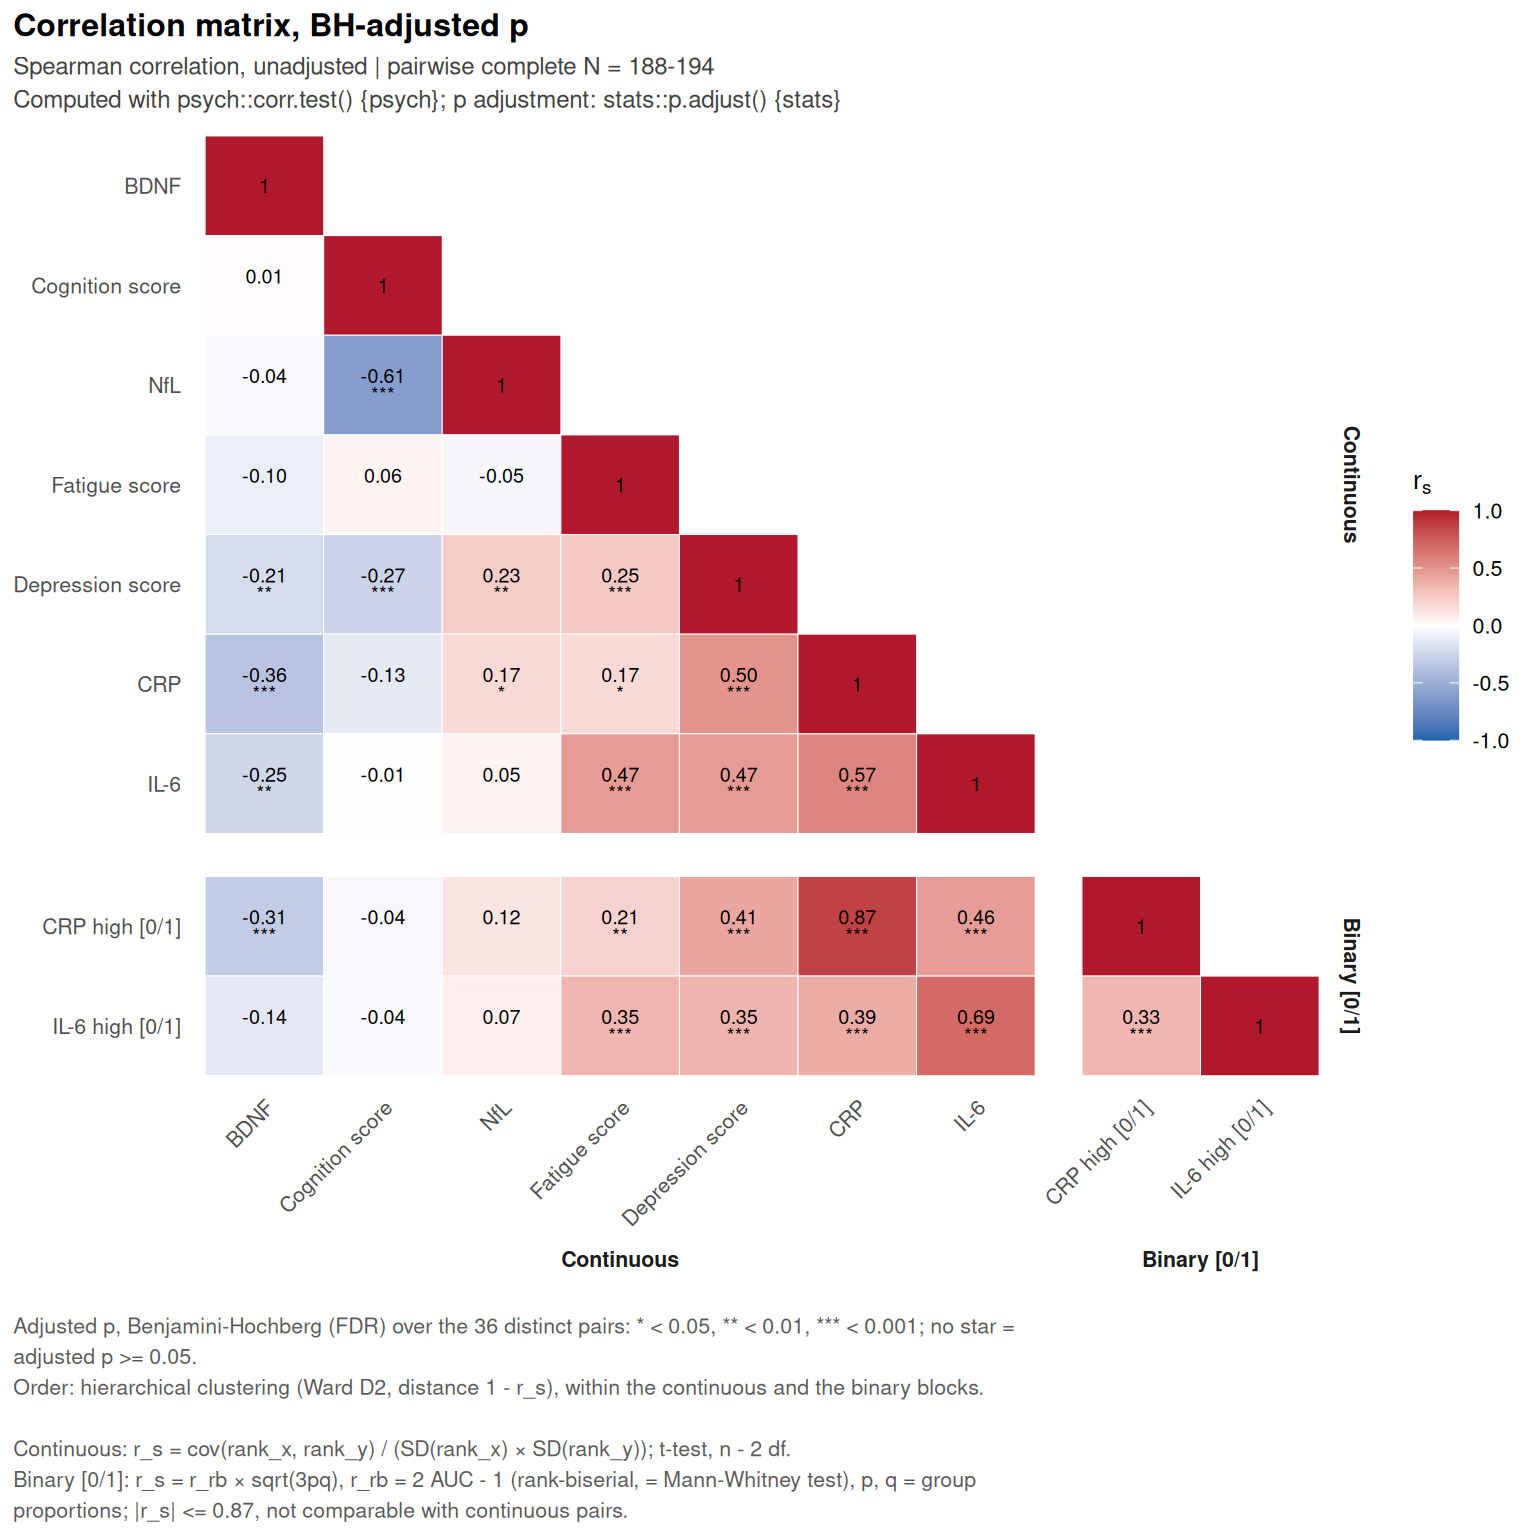 Correlation matrix, BH-adjusted p
Spearman correlation, unadjusted | pairwise complete N = 188-194
Computed with psych::corr.test() {psych}; p adjustment: stats::p.adjust() {stats}
BDNF 1
Cognition score 0.01 1
NfL -0.04 -0.61 1
***
Fatigue score -0.10 0.06 -0.05 1
Depression score -0.21 -0.27 0.23 0.25 1
** *** ** ***
CRP -0.36 -0.13 0.17 0.17 0.50 1
*** * * ***
IL-6 -0.25 -0.01 0.05 0.47 0.47 0.57 1
** *** *** ***
Continuous
r_s
1.0
0.5
0.0
-0.5
-1.0
CRP high [0/1] -0.31 -0.04 0.12 0.21 0.41 0.87 0.46 1
*** ** *** *** ***
IL-6 high [0/1] -0.14 -0.04 0.07 0.35 0.35 0.39 0.69 0.33 1
*** *** *** *** ***
Binary [0/1]
BDNF
Cognition score
NfL
Fatigue score
Depression score
CRP
IL-6
CRP high [0/1]
IL-6 high [0/1]
Continuous
Binary [0/1]
Adjusted p, Benjamini-Hochberg (FDR) over the 36 distinct pairs: * < 0.05, ** < 0.01, *** < 0.001; no star =
adjusted p >= 0.05.
Order: hierarchical clustering (Ward D2, distance 1 - r_s), within the continuous and the binary blocks.
Continuous: r_s = cov(rank_x, rank_y) / (SD(rank_x) × SD(rank_y)); t-test, n - 2 df.
Binary [0/1]: r_s = r_rb × sqrt(3pq), r_rb = 2 AUC - 1 (rank-biserial, = Mann-Whitney test), p, q = group
proportions; |r_s| <= 0.87, not comparable with continuous pairs.